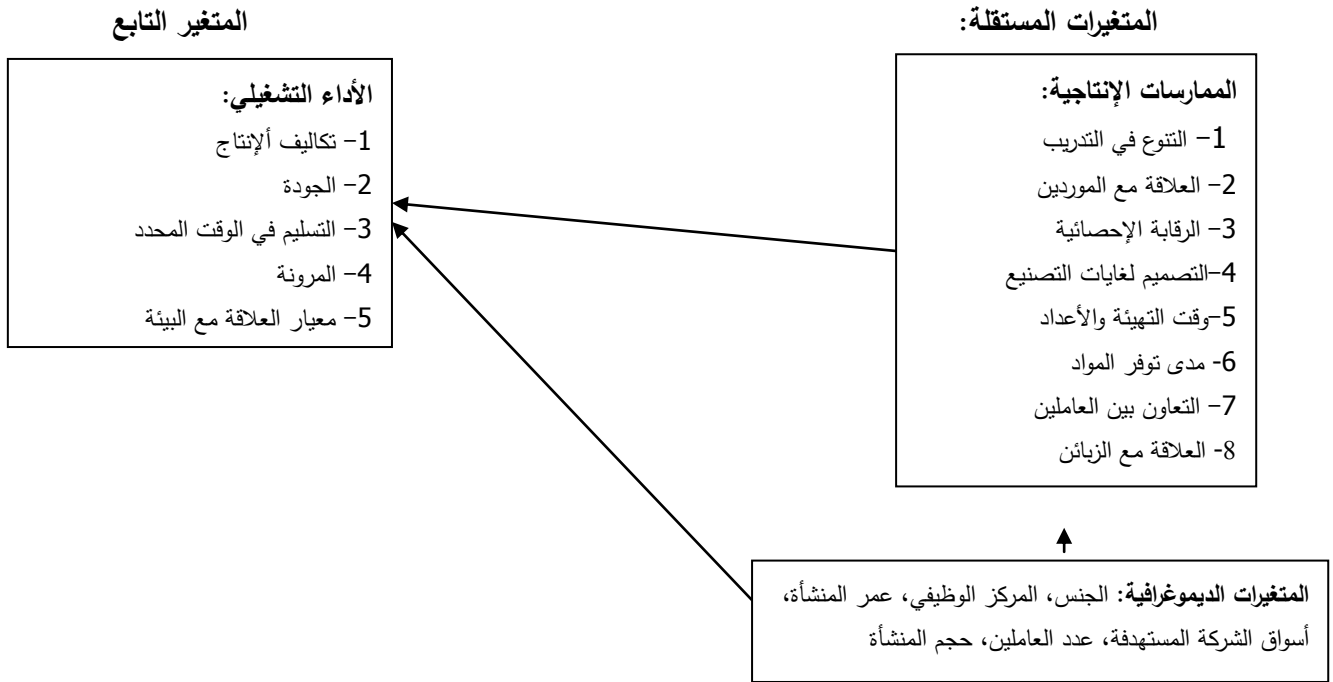 المتغيرات المستقلة:
المتغير التابع
الممارسات الإنتاجية:
1- التنوع في التدريب
2- العلاقة مع الموردين
3- الرقابة الإحصائية
4-التصميم لغايات التصنيع
5-وقت التهيئة والأعداد
6- مدى توفر المواد
7- التعاون بين العاملين
8- العلاقة مع الزبائن
الأداء التشغيلي:
1- تكاليف ألإنتاج
2- الجودة
3- التسليم في الوقت المحدد
4- المرونة
5- معيار العلاقة مع البيئة
المتغيرات الديموغرافية: الجنس، المركز الوظيفي، عمر المنشأة،
أسواق الشركة المستهدفة، عدد العاملين، حجم المنشأة